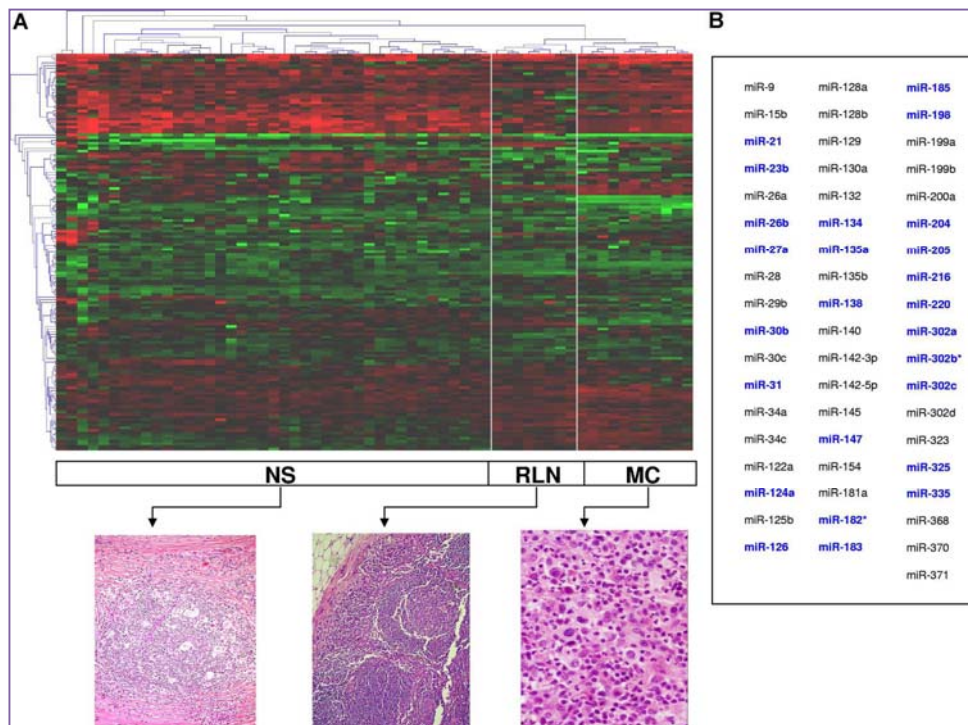 A
B
NS RLN MC
miR-9 miR-128a miR-185
miR-15b miR-128b miR-198
miR-21 miR-129 miR-199a
miR-23b miR-130a miR-199b
miR-26a miR-132 miR-200a
miR-26b miR-134 miR-204
miR-27a miR-135a miR-205
miR-28 miR-135b miR-216
miR-29b miR-138 miR-220
miR-30b miR-140 miR-302a
miR-30c miR-142-3p miR-302b*
miR-31 miR-142-5p miR-302c
miR-34a miR-145 miR-302d
miR-34c miR-147 miR-323
miR-122a miR-154 miR-325
miR-124a miR-181a miR-335
miR-125b miR-182* miR-368
miR-126 miR-183 miR-370
miR-371